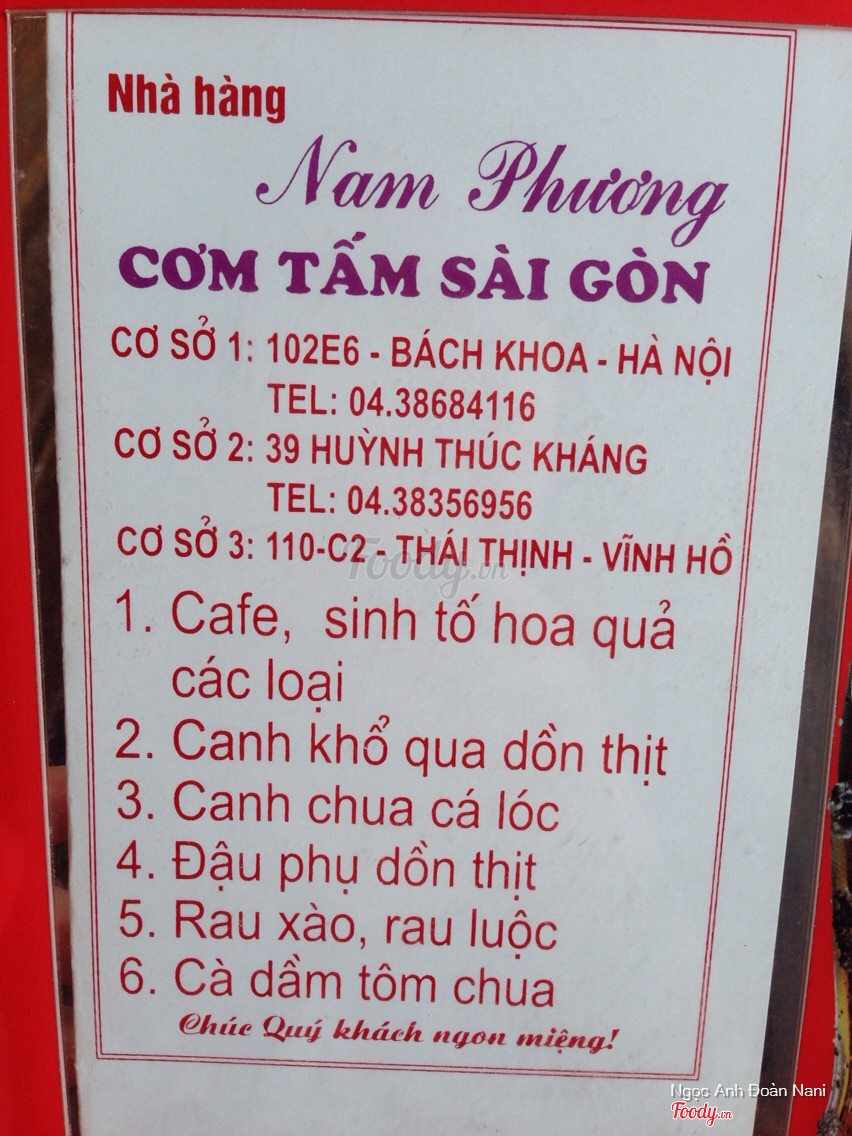 Nhà hàng
Nam Phương
CƠM TẤM SÀI GÒN
CƠ SỞ 1: 102E6 - BÁCH KHOA - HÀ NỘI
TEL: 04.38684116
CƠ SỞ 2: 39 HUỲNH THÚC KHÁNG
TEL: 04.38356956
CƠ SỞ 3: 110-C2 - THÁI THỊNH - VĨNH HỒ
Foody.vn
1. Cafe, sinh tố hoa quả
các loại
2. Canh khổ qua dồn thịt
3. Canh chua cá lóc
4. Đậu phụ dồn thịt
5. Rau xào, rau luộc
6. Cà dầm tôm chua
Chúc Quý khách ngon miệng!
Ngọc Anh Đoàn Nani
Foody.vn